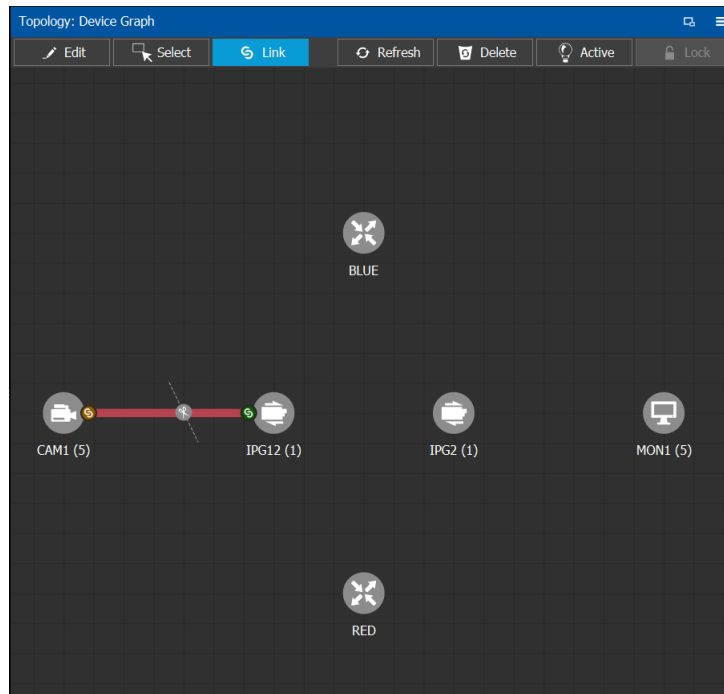 Topology: Device Graph
Edit Select Link Refresh Delete Active Lock
BLUE
CAM1 (5) IPG12 (1) IPG2 (1) MON1 (5)
RED